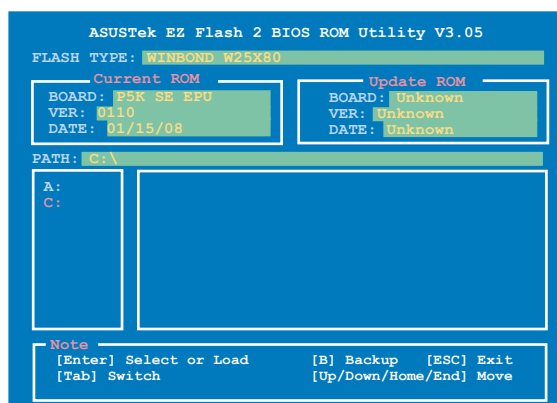 ASUSTek EZ Flash 2 BIOS ROM Utility V3.05
FLASH TYPE: WINBOND W25X80
Current ROM
BOARD: P5K SE EPU
VER: 0110
DATE: 01/15/08
Update ROM
BOARD: Unknown
VER: Unknown
DATE: Unknown
PATH: C:\
A:
C:
Note
[Enter] Select or Load
[B] Backup [ESC] Exit
[Tab] Switch
[Up/Down/Home/End] Move